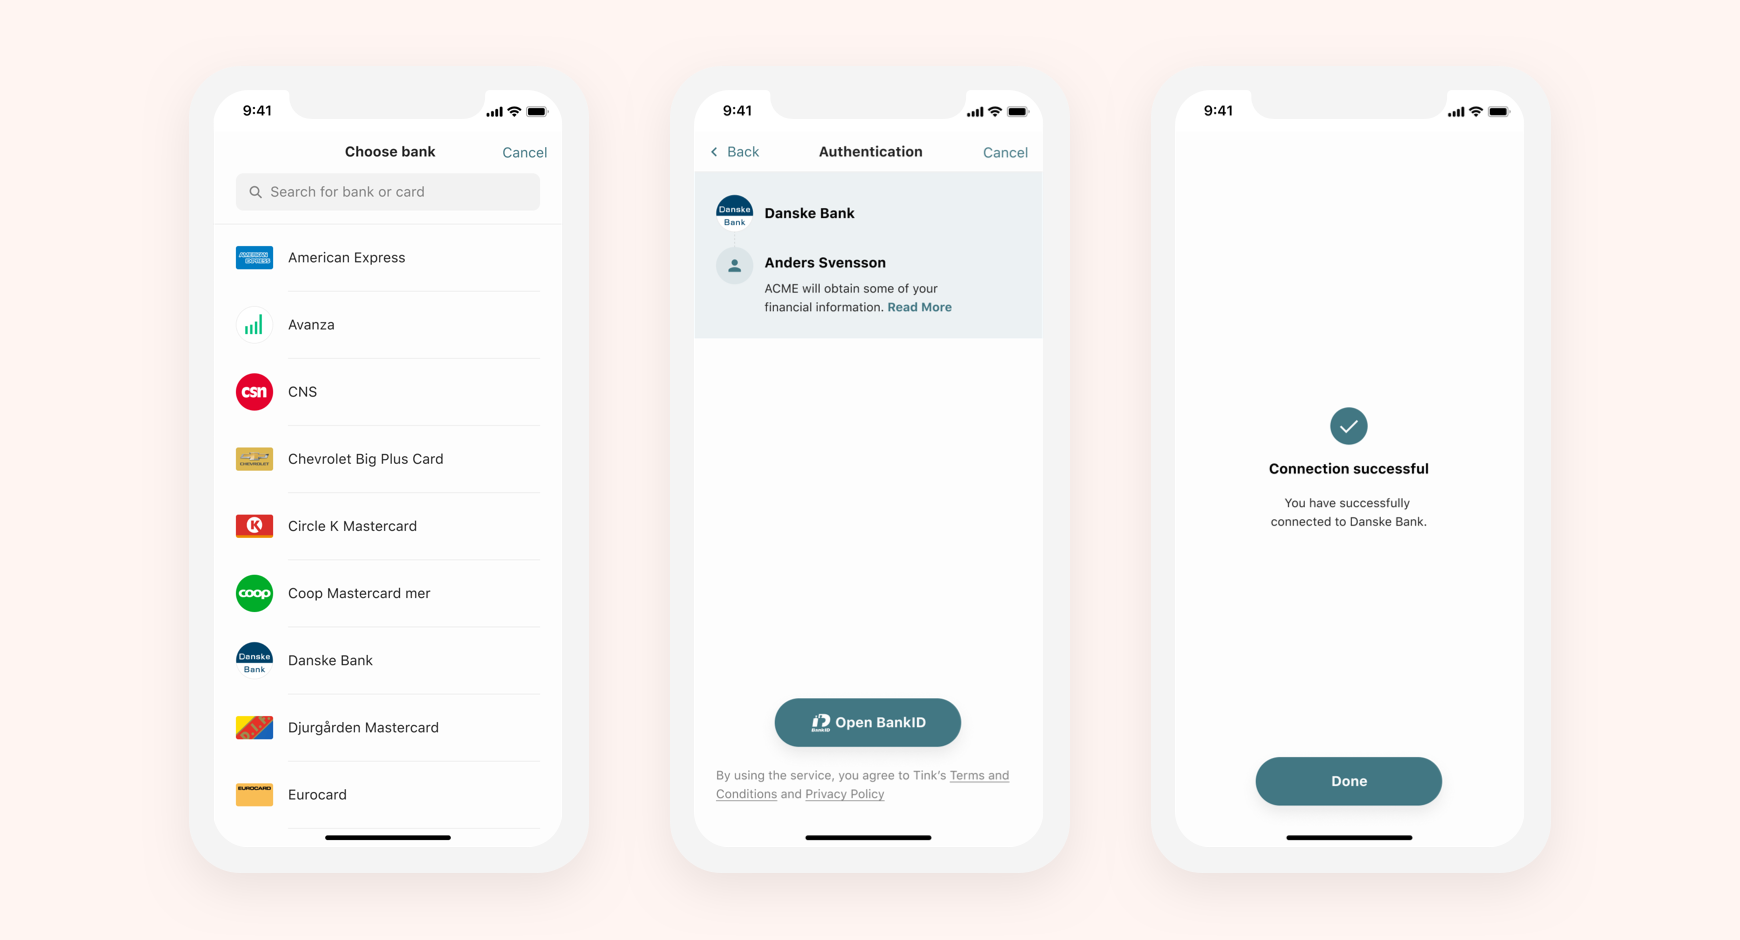 9:41
Choose bank
Cancel
Search for bank or card
AMERICAN
EXPRESS
American Express
Avanza
csn
CNS
CHEVROLET
Chevrolet Big Plus Card
K
Circle K Mastercard
coop
Coop Mastercard mer
Danske
Bank
Danske Bank
D.I.F.
Djurgården Mastercard
EUROCARD
Eurocard
9:41
Back
Authentication
Cancel
Danske
Bank
Danske Bank
Anders Svensson
ACME will obtain some of your
financial information. Read More
BankID
Open BankID
By using the service, you agree to Tink’s Terms and
Conditions and Privacy Policy
9:41
Connection successful
You have successfully
connected to Danske Bank.
Done